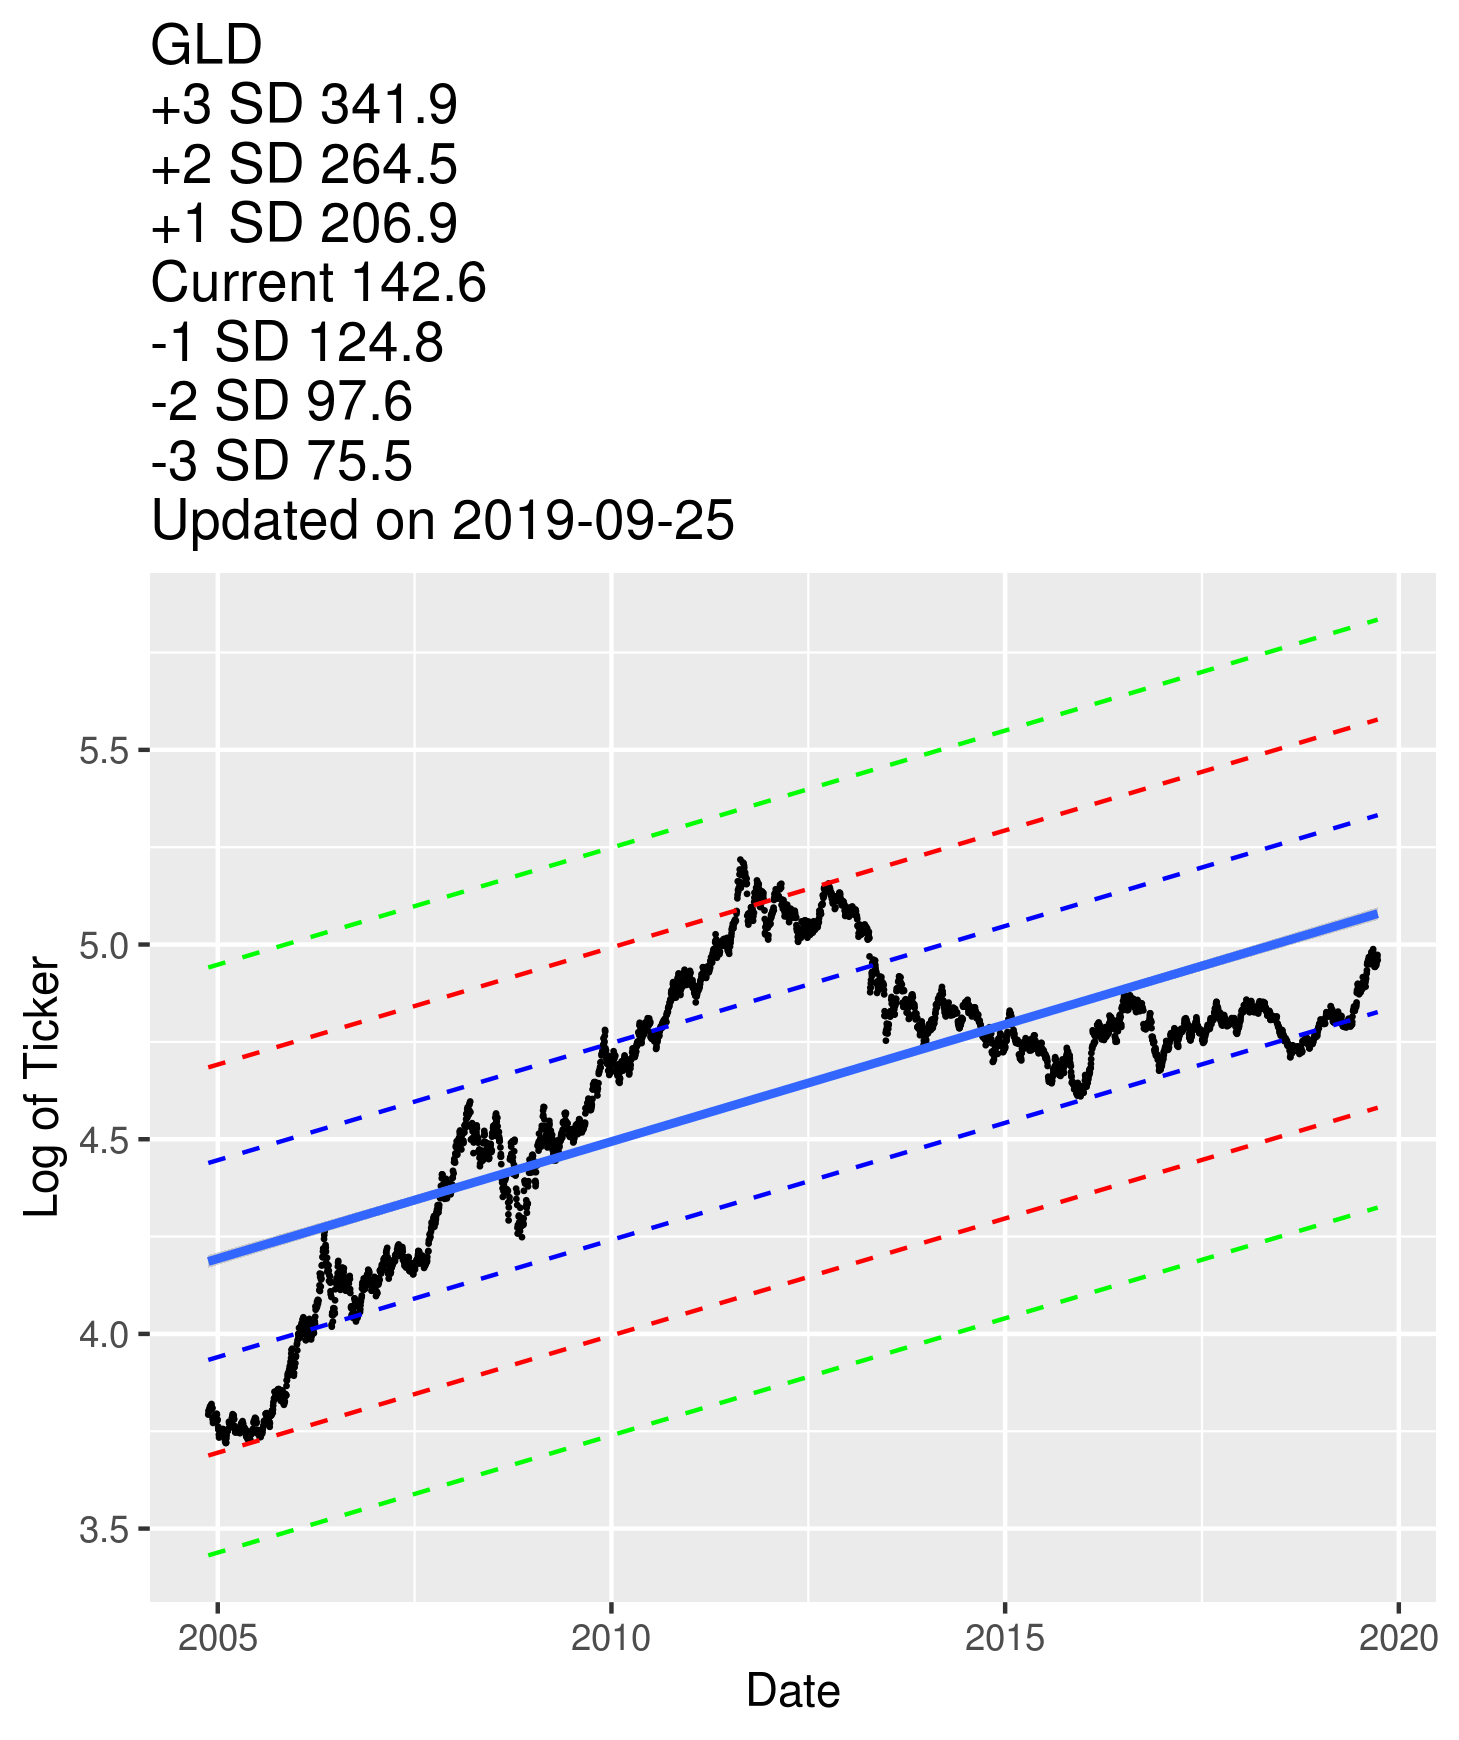 GLD
+3 SD 341.9
+2 SD 264.5
+1 SD 206.9
Current 142.6
-1 SD 124.8
-2 SD 97.6
-3 SD 75.5
Updated on 2019-09-25
Log of Ticker
5.5
5.0
4.5
4.0
3.5
2005
2010
2015
2020
Date